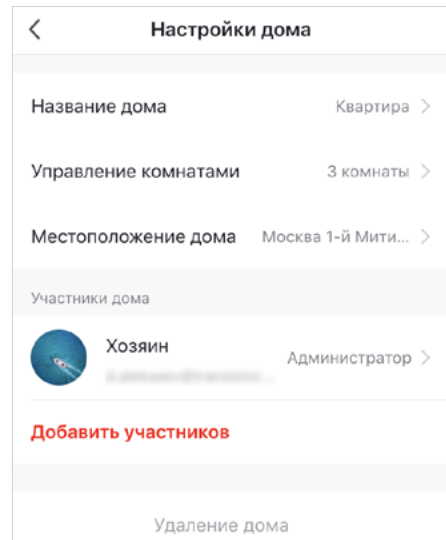 Настройки дома
Название дома Квартира
Управление комнатами 3 комнаты
Местоположение дома Москва 1-й Мити...
Участники дома
Хозяин
Администратор
Добавить участников
Удаление дома